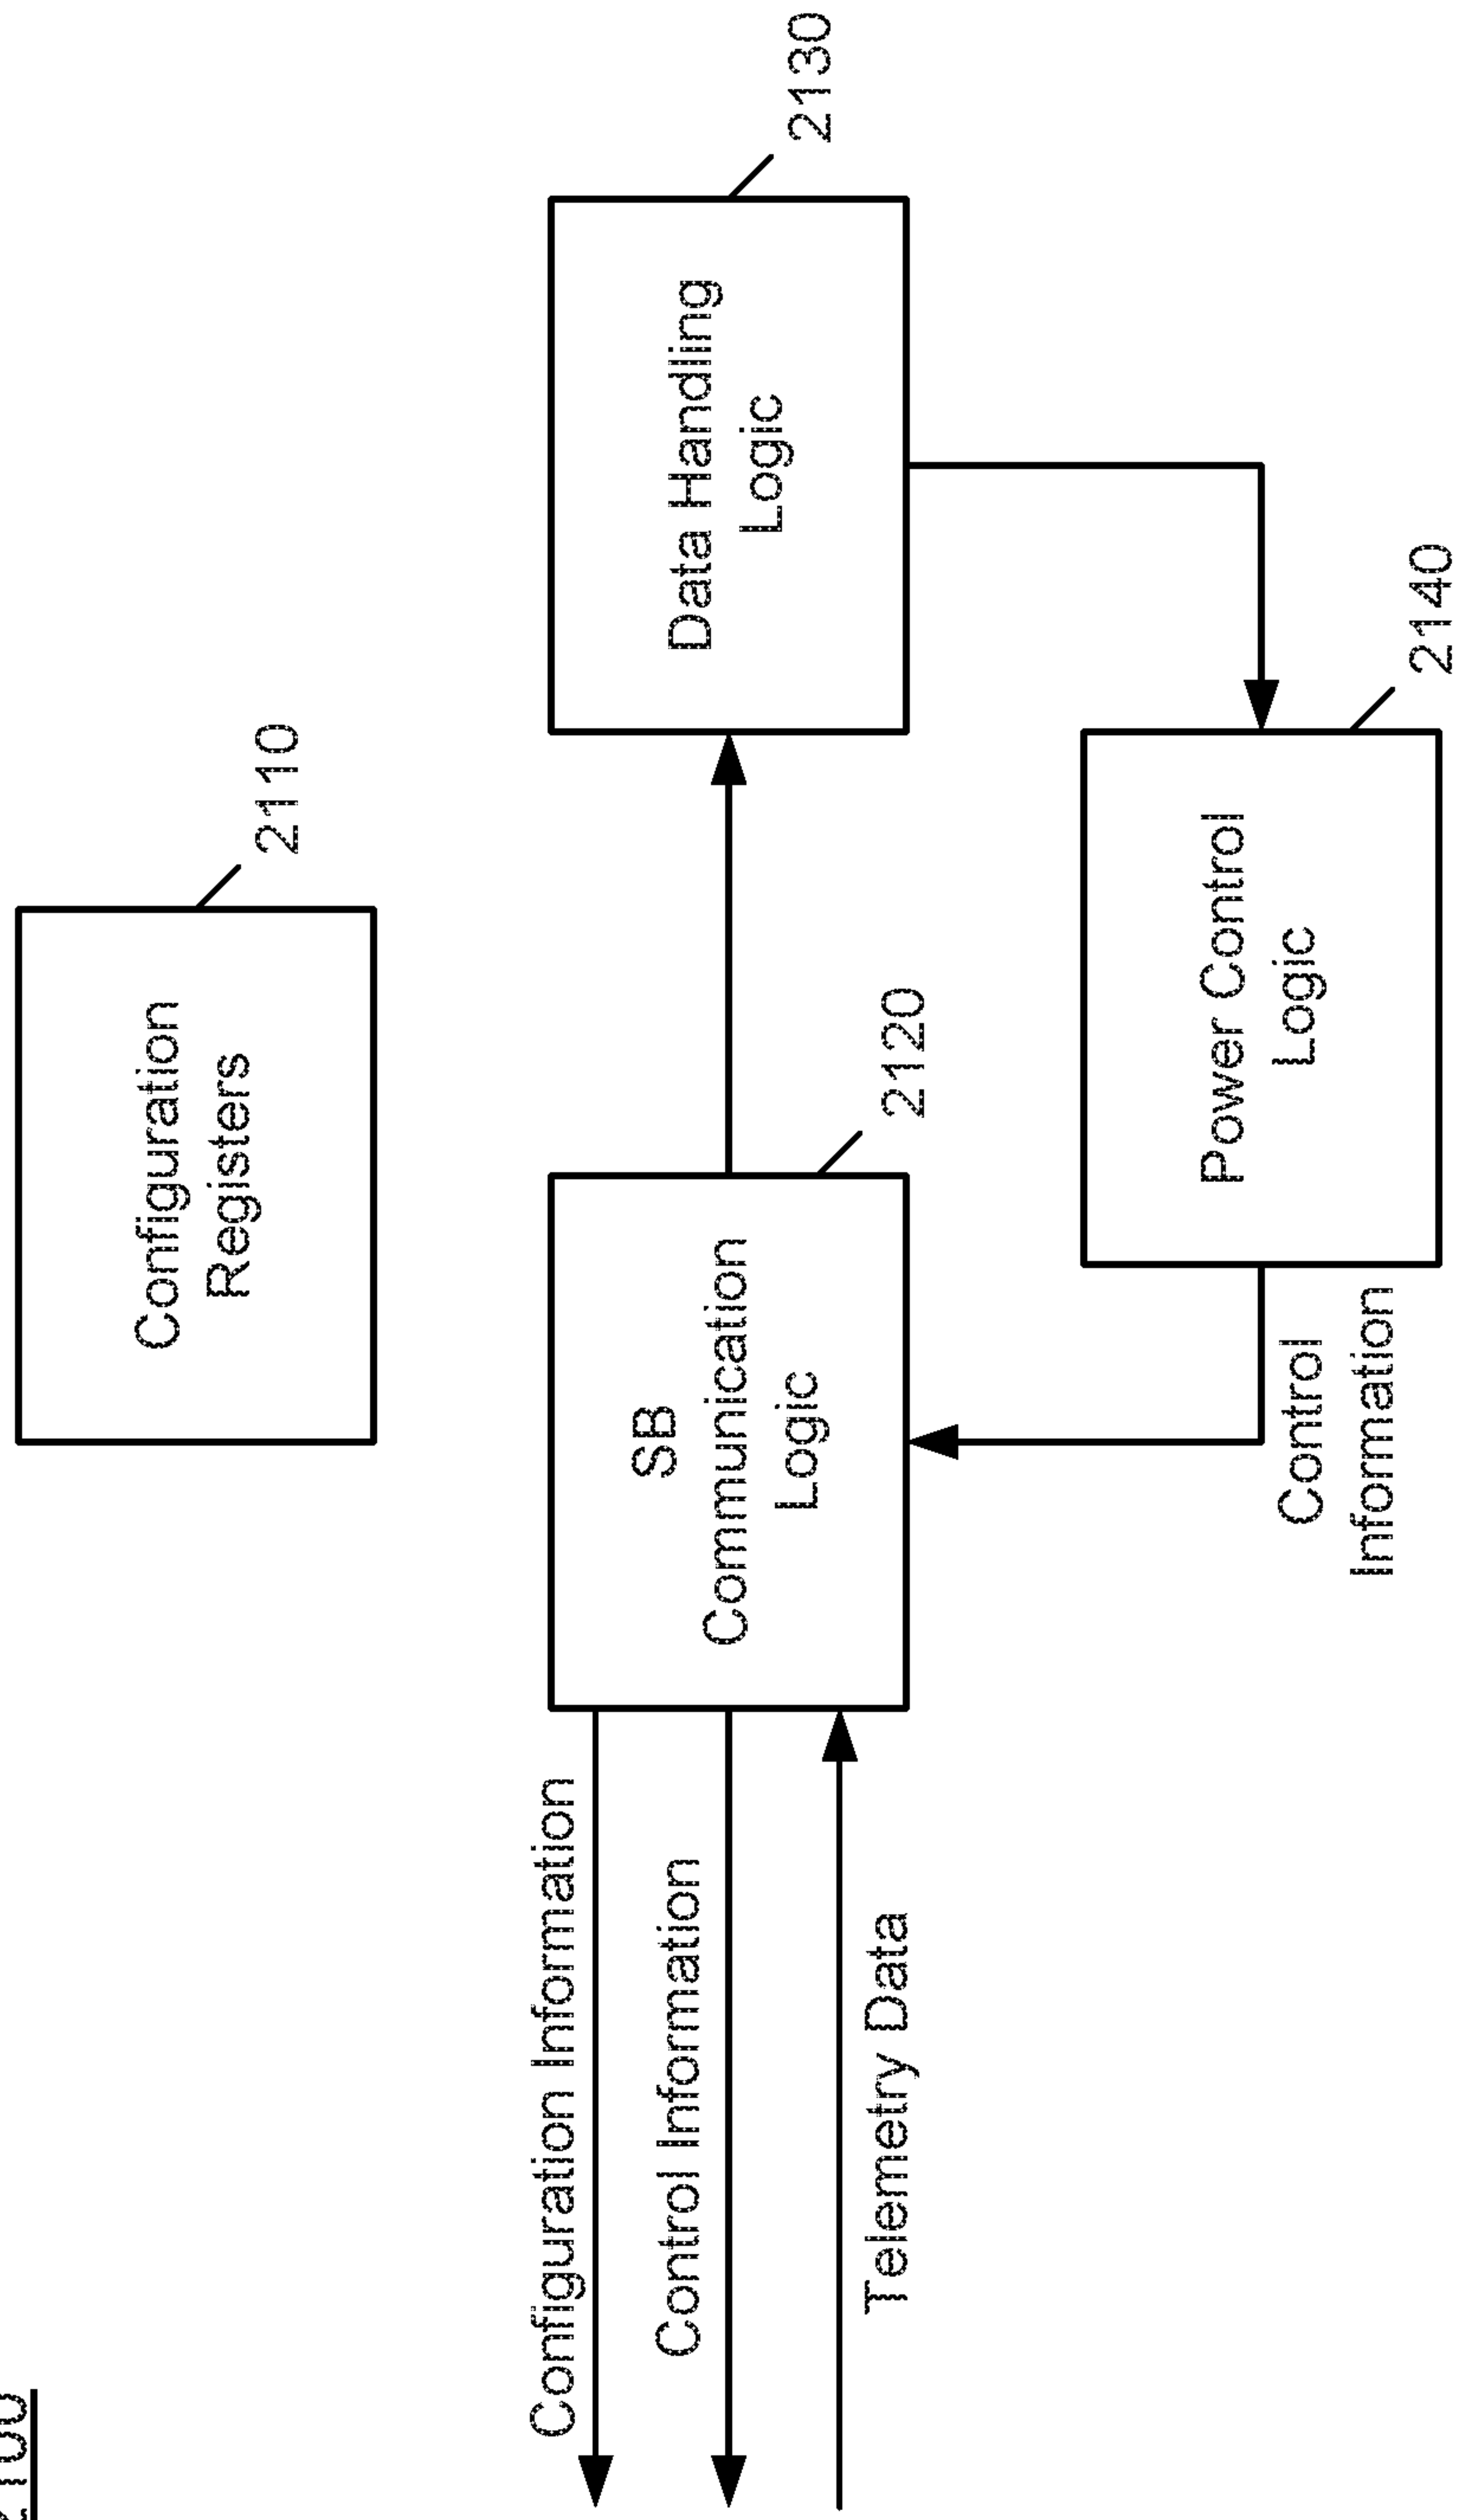 2100
Configuration
Registers
2110
Configuration Information
Control Information
Telemetry Data
SB
Communication
Logic
2120
Data Handling
Logic
2130
Control
Information
Power Control
Logic
2140